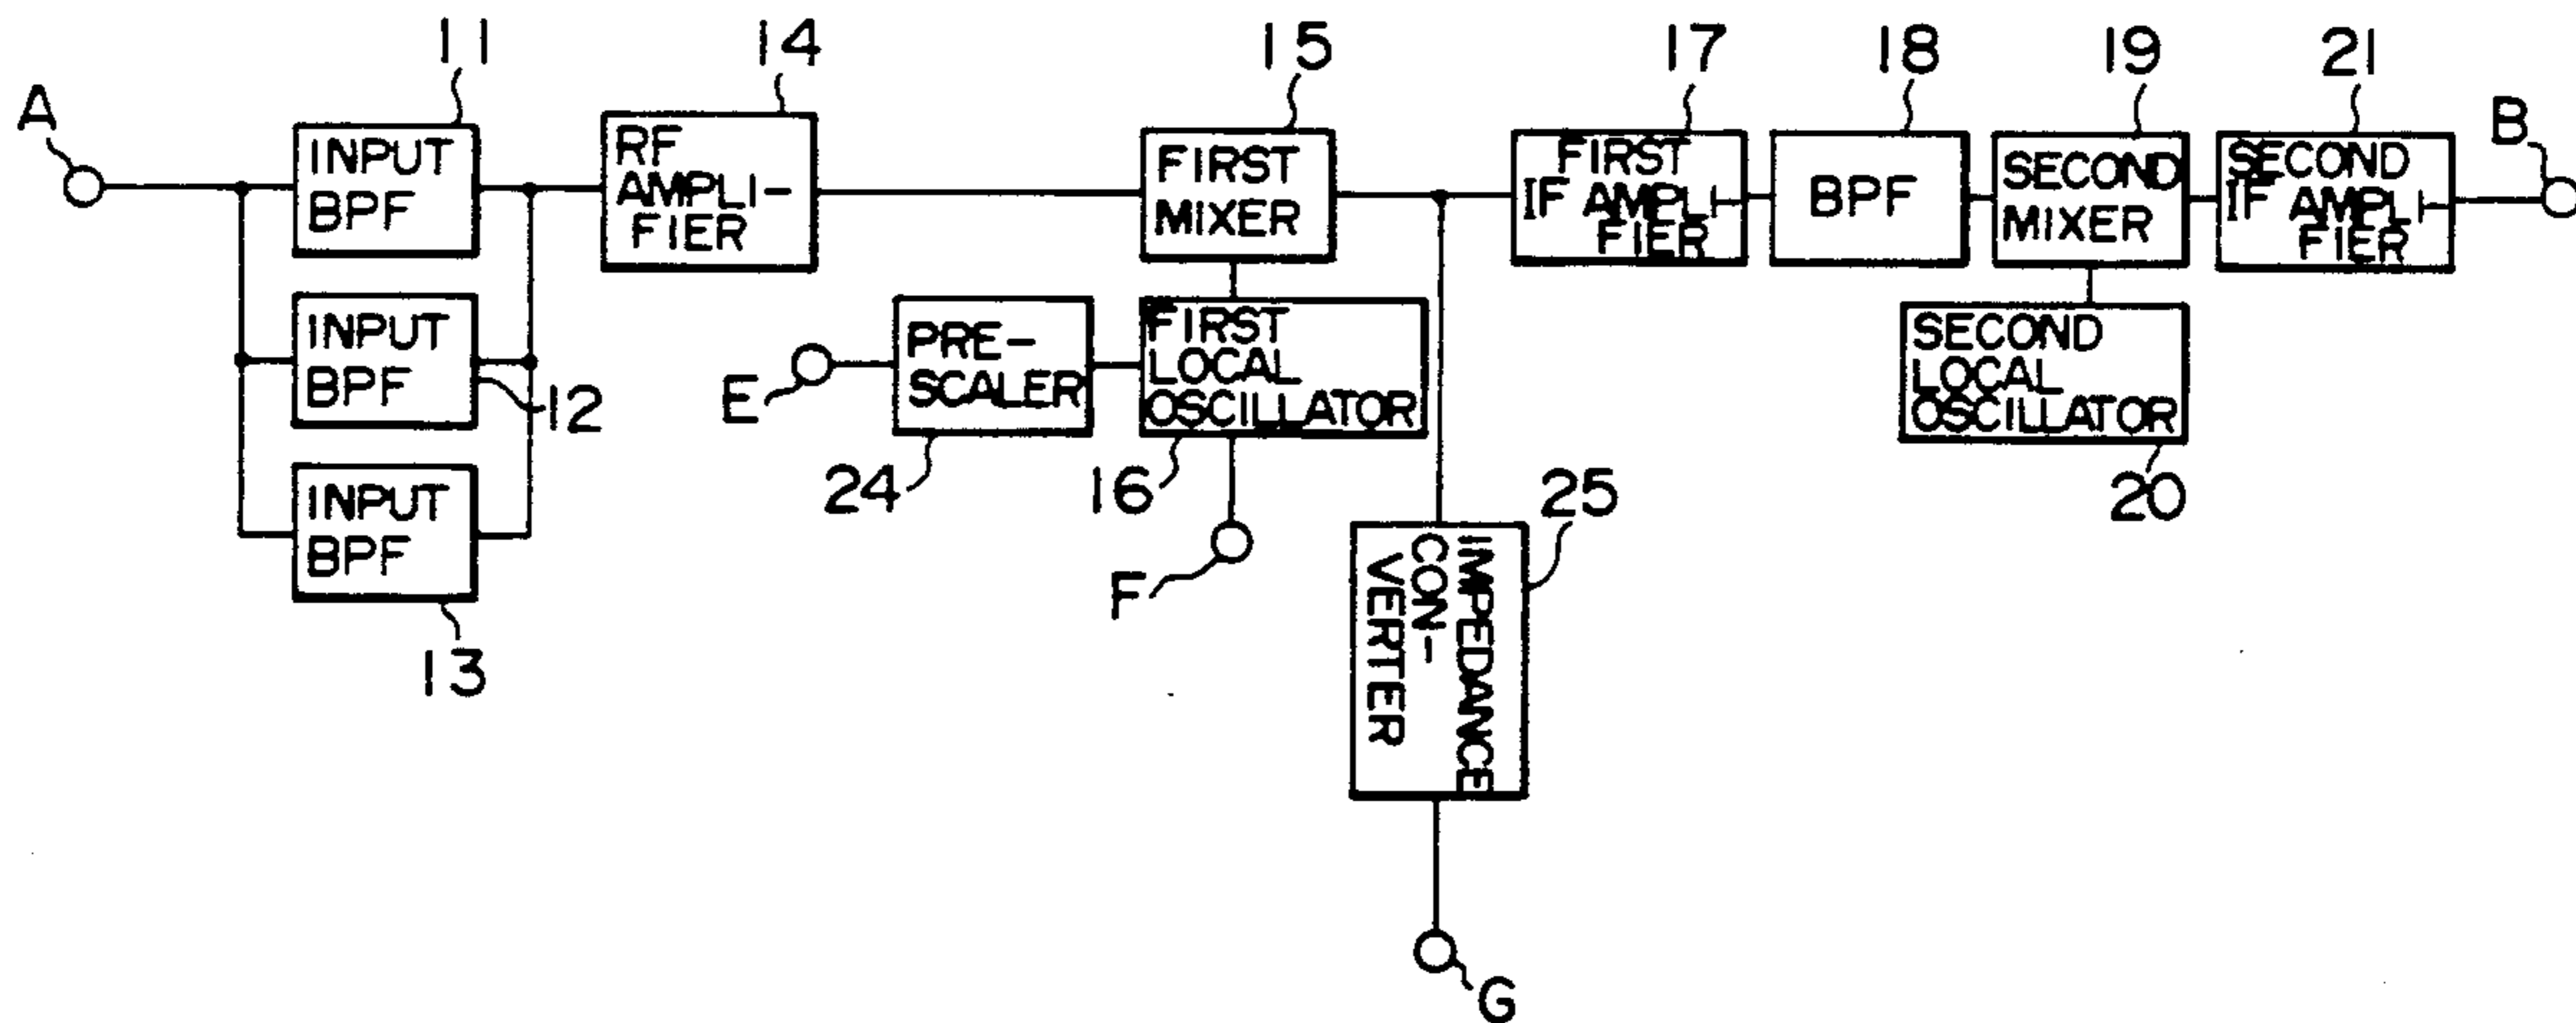 A
11
INPUT
BPF
INPUT
BPF
12
INPUT
BPF
13
14
RF
AMPLI-
FIER
15
FIRST
MIXER
E
PRE-
SCALER
24
FIRST
LOCAL
OSCILLATOR
16
F
17
FIRST
IF AMPLI-
FIER
18
BPF
19
SECOND
MIXER
SECOND
LOCAL
OSCILLATOR
20
21
SECOND
IF AMPLI-
FIER
B
25
IMPEDANCE
CON-
VERTER
G